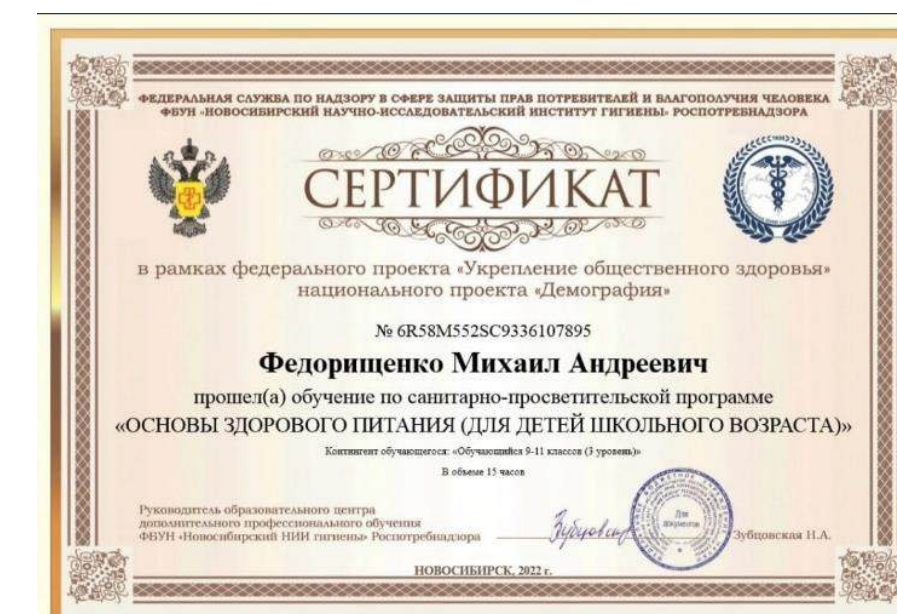 ФЕДЕРАЛЬНАЯ СЛУЖБА ПО НАДЗОРУ В СФЕРЕ ЗАЩИТЫ ПРАВ ПОТРЕБИТЕЛЕЙ И БЛАГОПОЛУЧИЯ ЧЕЛОВЕКА
ФБУН «НОВОСИБИРСКИЙ НАУЧНО-ИССЛЕДОВАТЕЛЬСКИЙ ИНСТИТУТ ГИГИЕНЫ» РОСПОТРЕБНАДЗОРА
СЕРТИФИКАТ
в рамках федерального проекта «Укрепление общественного здоровья»
национального проекта «Демография»
№ 6R58M552SC9336107895
Федорищенко Михаил Андреевич
прошел(а) обучение по санитарно-просветительской программе
«ОСНОВЫ ЗДОРОВОГО ПИТАНИЯ (ДЛЯ ДЕТЕЙ ШКОЛЬНОГО ВОЗРАСТА)»
Контингент обучающегося: «Обучающийся 9-11 классов (3 уровень)»
В объеме 15 часов
Руководитель образовательного центра
дополнительного профессионального обучения
ФБУН «Новосибирский НИИ гигиены» Роспотребнадзора
Для
документов
Зубцовская Н.А.
НОВОСИБИРСК, 2022 г.